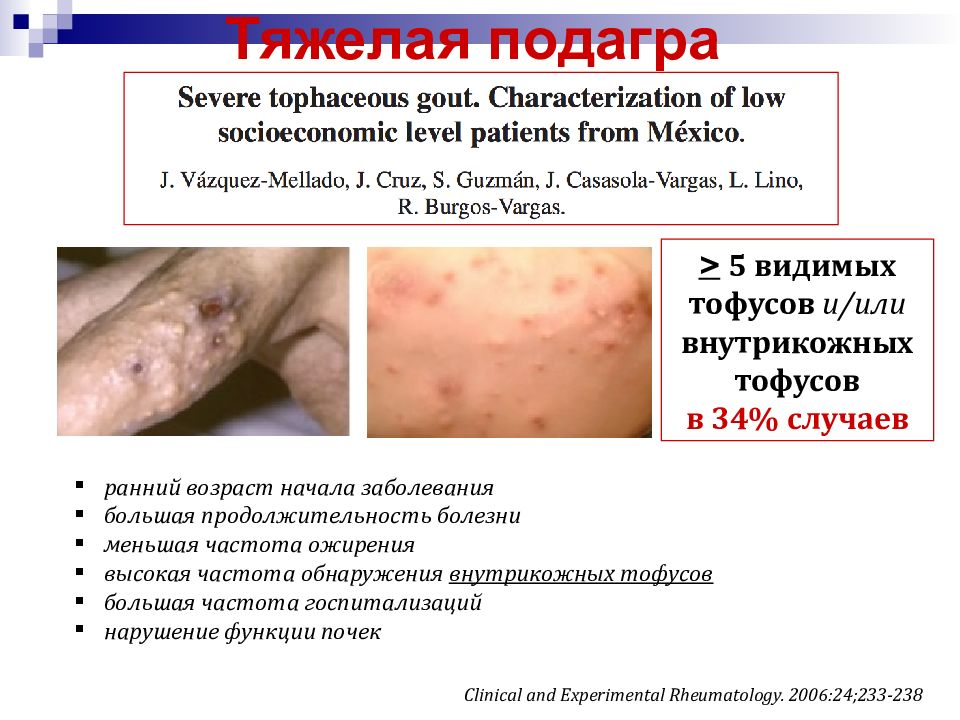 Тяжелая подагра
Severe tophaceous gout. Characterization of low
socioeconomic level patients from México.
J. Vázquez-Mellado, J. Cruz, S. Guzmán, J. Casasola-Vargas, L. Lino,
R. Burgos-Vargas.
≥ 5 видимых
тофусов и/или
внутрикожных
тофусов
в 34% случаев
▪ ранний возраст начала заболевания
▪ большая продолжительность болезни
▪ меньшая частота ожирения
▪ высокая частота обнаружения внутрикожных тофусов
▪ большая частота госпитализаций
▪ нарушение функции почек
Clinical and Experimental Rheumatology. 2006:24;233-238